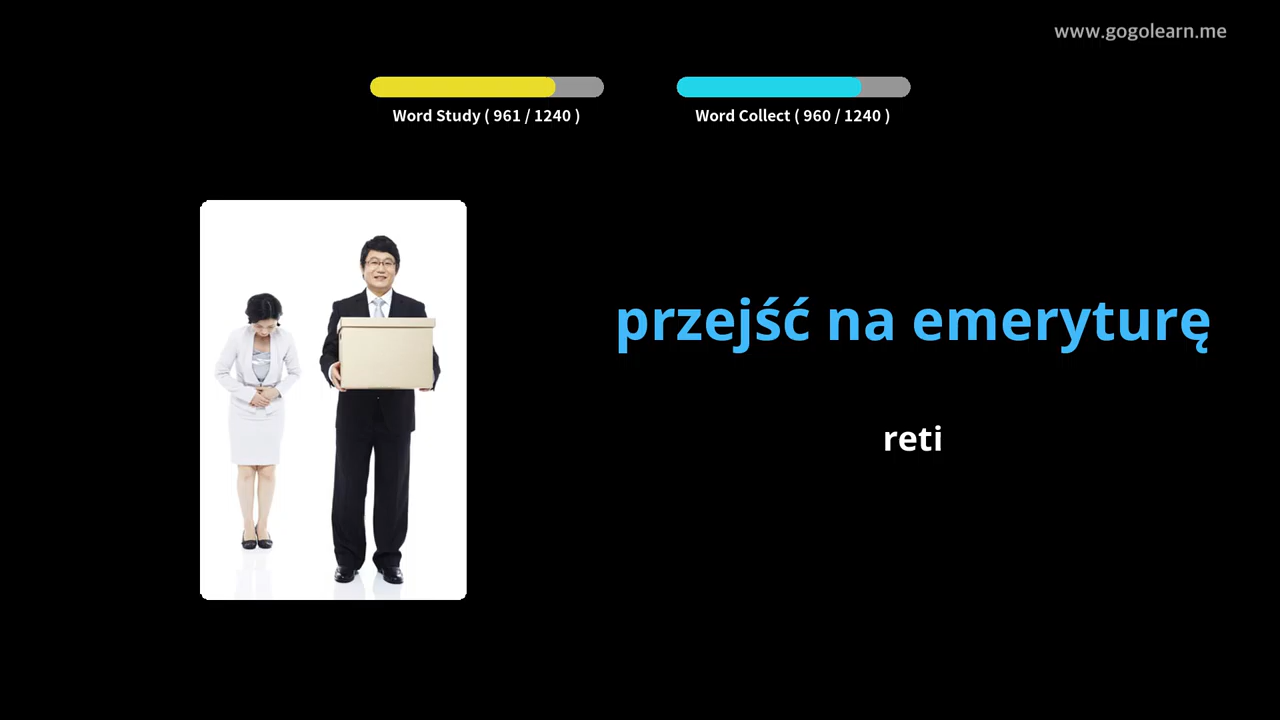 www.gogolearn.me
Word Study ( 961 / 1240 )
Word Collect ( 960 / 1240 )
przejść na emeryturę
reti